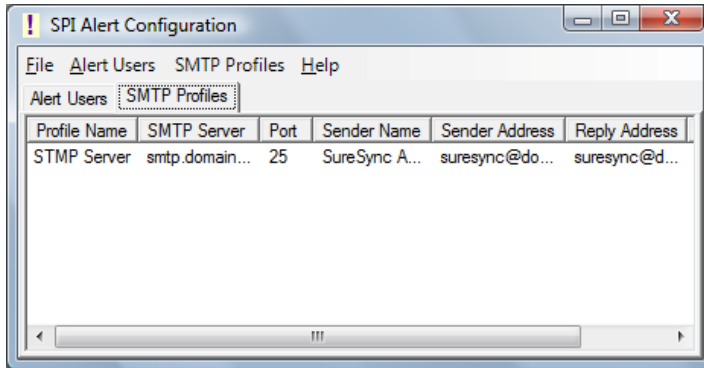 SPI Alert Configuration
File Alert Users SMTP Profiles Help
Alert Users SMTP Profiles
Profile Name SMTP Server Port Sender Name Sender Address Reply Address
STMP Server smtp.domain... 25 SureSync A... suresync@do... suresync@d...